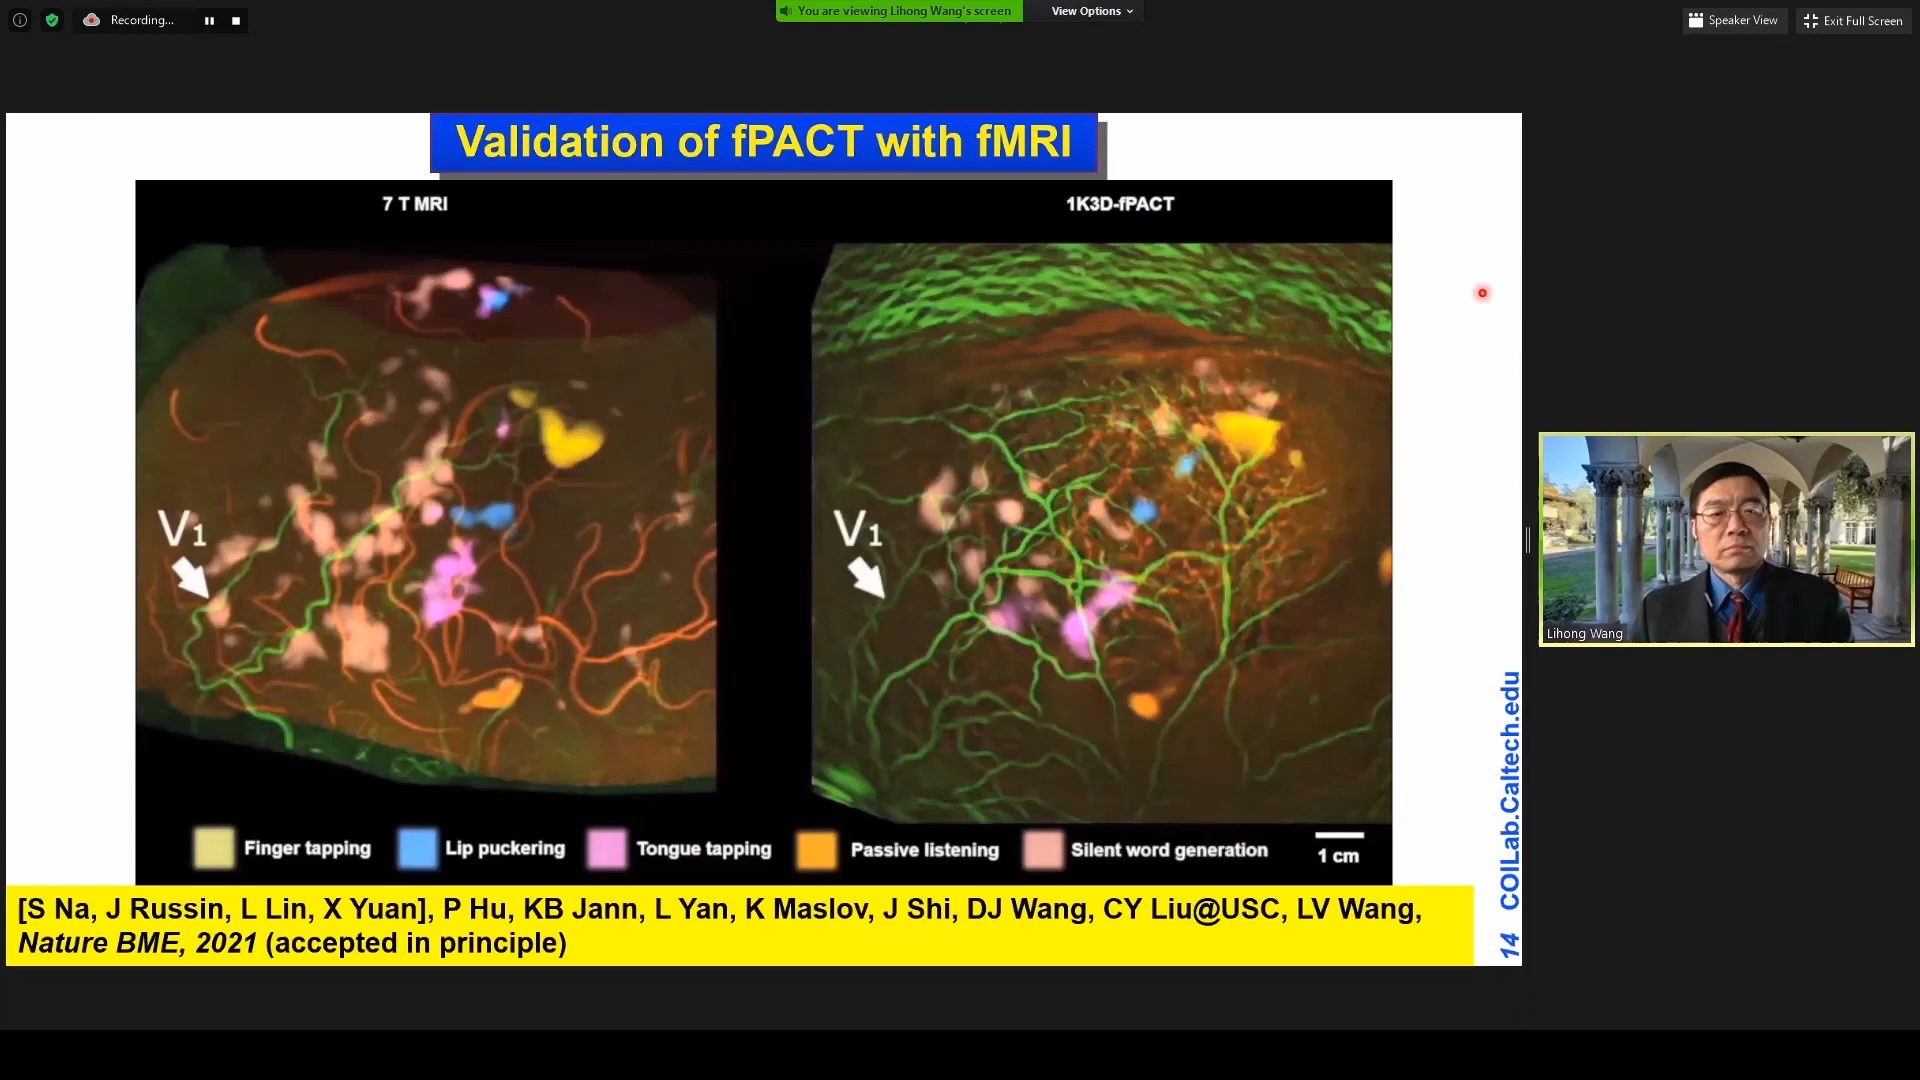 Recording...
You are viewing Lihong Wang's screen
View Options
Speaker View
Exit Full Screen
Validation of fPACT with fMRI
7 T MRI
1K3D-fPACT
V1
V1
Finger tapping
Lip puckering
Tongue tapping
Passive listening
Silent word generation
1 cm
[S Na, J Russin, L Lin, X Yuan], P Hu, KB Jann, L Yan, K Maslov, J Shi, DJ Wang, CY Liu@USC, LV Wang,
Nature BME, 2021 (accepted in principle)
14 COILab.Caltech.edu
Lihong Wang